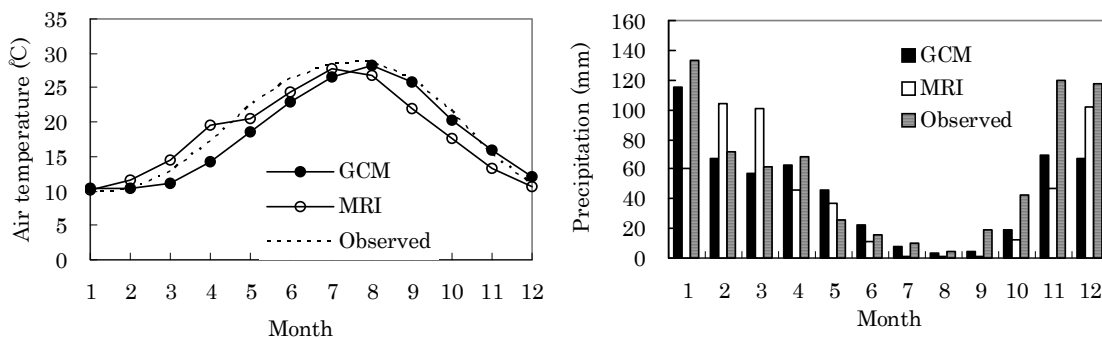 35
30
25
20
15
10
5
0
Air temperature (℃)
GCM
MRI
Observed
1 2 3 4 5 6 7 8 9 10 11 12
Month
160
140
120
100
80
60
40
20
0
Precipitation (mm)
GCM
MRI
Observed
1 2 3 4 5 6 7 8 9 10 11 12
Month